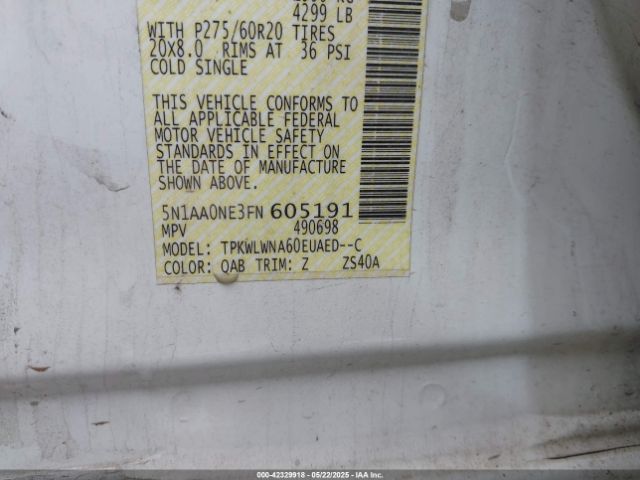 4299 LB
WITH P275/60R20 TIRES
20X8.0 RIMS AT 36 PSI
COLD SINGLE
THIS VEHICLE CONFORMS TO
ALL APPLICABLE FEDERAL
MOTOR VEHICLE SAFETY
STANDARDS IN EFFECT ON
THE DATE OF MANUFACTURE
SHOWN ABOVE.
5N1AA0NE3FN 605191
MPV 490698
MODEL: TPKWLWNA60EUAED--C
COLOR: QAB TRIM: Z ZS40A
000-42329918 - 05/22/2025 - © IAA Holdings, LLC